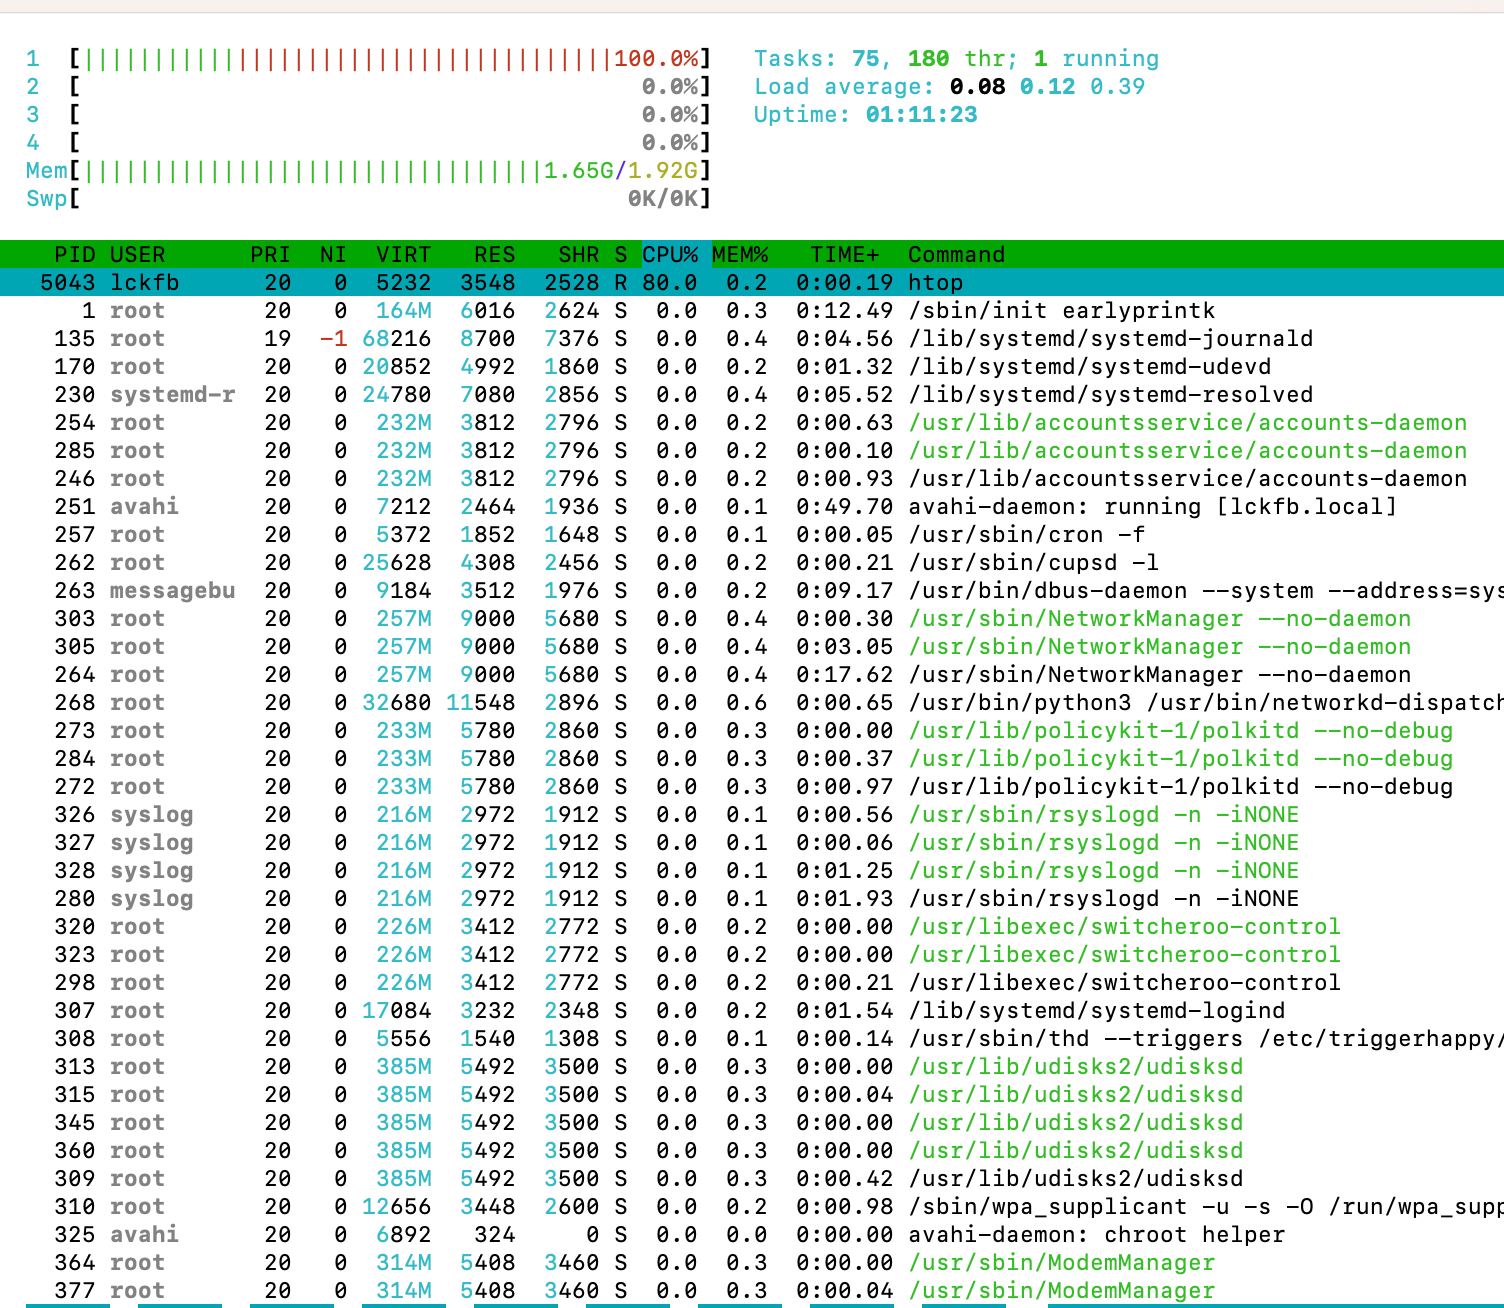 1 [||||||||||||||||||||||||||||||||||||||100.0%] Tasks: 75, 180 thr; 1 running
2 [ 0.0%] Load average: 0.08 0.12 0.39
3 [ 0.0%] Uptime: 01:11:23
4 [ 0.0%]
Mem[|||||||||||||||||||||||||||||||||1.65G/1.92G]
Swp[ 0K/0K]
PID USER PRI NI VIRT RES SHR S CPU% MEM% TIME+ Command
5043 lckfb 20 0 5232 3548 2528 R 80.0 0.2 0:00.19 htop
1 root 20 0 164M 6016 2624 S 0.0 0.3 0:12.49 /sbin/init earlyprintk
135 root 19 -1 68216 8700 7376 S 0.0 0.4 0:04.56 /lib/systemd/systemd-journald
170 root 20 0 20852 4992 1860 S 0.0 0.2 0:01.32 /lib/systemd/systemd-udevd
230 systemd-r 20 0 24780 7080 2856 S 0.0 0.4 0:05.52 /lib/systemd/systemd-resolved
254 root 20 0 232M 3812 2796 S 0.0 0.2 0:00.63 /usr/lib/accountsservice/accounts-daemon
285 root 20 0 232M 3812 2796 S 0.0 0.2 0:00.10 /usr/lib/accountsservice/accounts-daemon
246 root 20 0 232M 3812 2796 S 0.0 0.2 0:00.93 /usr/lib/accountsservice/accounts-daemon
251 avahi 20 0 7212 2464 1936 S 0.0 0.1 0:49.70 avahi-daemon: running [lckfb.local]
257 root 20 0 5372 1852 1648 S 0.0 0.1 0:00.05 /usr/sbin/cron -f
262 root 20 0 25628 4308 2456 S 0.0 0.2 0:00.21 /usr/sbin/cupsd -l
263 messagebu 20 0 9184 3512 1976 S 0.0 0.2 0:09.17 /usr/bin/dbus-daemon --system --address=sys
303 root 20 0 257M 9000 5680 S 0.0 0.4 0:00.30 /usr/sbin/NetworkManager --no-daemon
305 root 20 0 257M 9000 5680 S 0.0 0.4 0:03.05 /usr/sbin/NetworkManager --no-daemon
264 root 20 0 257M 9000 5680 S 0.0 0.4 0:17.62 /usr/sbin/NetworkManager --no-daemon
268 root 20 0 32680 11548 2896 S 0.0 0.6 0:00.65 /usr/bin/python3 /usr/bin/networkd-dispatch
273 root 20 0 233M 5780 2860 S 0.0 0.3 0:00.00 /usr/lib/policykit-1/polkitd --no-debug
284 root 20 0 233M 5780 2860 S 0.0 0.3 0:00.37 /usr/lib/policykit-1/polkitd --no-debug
272 root 20 0 233M 5780 2860 S 0.0 0.3 0:00.97 /usr/lib/policykit-1/polkitd --no-debug
326 syslog 20 0 216M 2972 1912 S 0.0 0.1 0:00.56 /usr/sbin/rsyslogd -n -iNONE
327 syslog 20 0 216M 2972 1912 S 0.0 0.1 0:00.06 /usr/sbin/rsyslogd -n -iNONE
328 syslog 20 0 216M 2972 1912 S 0.0 0.1 0:01.25 /usr/sbin/rsyslogd -n -iNONE
280 syslog 20 0 216M 2972 1912 S 0.0 0.1 0:01.93 /usr/sbin/rsyslogd -n -iNONE
320 root 20 0 226M 3412 2772 S 0.0 0.2 0:00.00 /usr/libexec/switcheroo-control
323 root 20 0 226M 3412 2772 S 0.0 0.2 0:00.00 /usr/libexec/switcheroo-control
298 root 20 0 226M 3412 2772 S 0.0 0.2 0:00.21 /usr/libexec/switcheroo-control
307 root 20 0 17084 3232 2348 S 0.0 0.2 0:01.54 /lib/systemd/systemd-logind
308 root 20 0 5556 1540 1308 S 0.0 0.1 0:00.14 /usr/sbin/thd --triggers /etc/triggerhappy/
313 root 20 0 385M 5492 3500 S 0.0 0.3 0:00.00 /usr/lib/udisks2/udisksd
315 root 20 0 385M 5492 3500 S 0.0 0.3 0:00.04 /usr/lib/udisks2/udisksd
345 root 20 0 385M 5492 3500 S 0.0 0.3 0:00.00 /usr/lib/udisks2/udisksd
360 root 20 0 385M 5492 3500 S 0.0 0.3 0:00.00 /usr/lib/udisks2/udisksd
309 root 20 0 385M 5492 3500 S 0.0 0.3 0:00.42 /usr/lib/udisks2/udisksd
310 root 20 0 12656 3448 2600 S 0.0 0.2 0:00.98 /sbin/wpa_supplicant -u -s -O /run/wpa_supp
325 avahi 20 0 6892 324 0 S 0.0 0.0 0:00.00 avahi-daemon: chroot helper
364 root 20 0 314M 5408 3460 S 0.0 0.3 0:00.00 /usr/sbin/ModemManager
377 root 20 0 314M 5408 3460 S 0.0 0.3 0:00.04 /usr/sbin/ModemManager